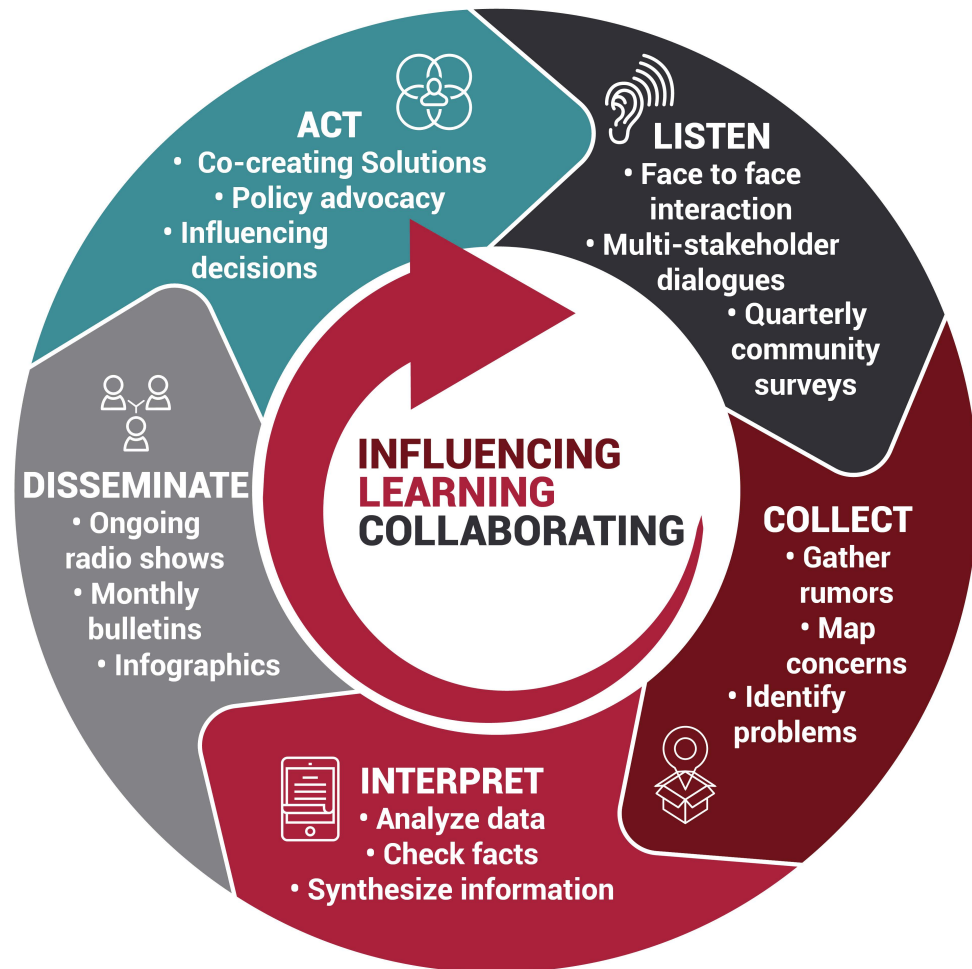 ACT
• Co-creating Solutions
• Policy advocacy
• Influencing
decisions
LISTEN
• Face to face
interaction
• Multi-stakeholder
dialogues
• Quarterly
community
surveys
COLLECT
• Gather
rumors
• Map
concerns
• Identify
problems
INTERPRET
• Analyze data
• Check facts
• Synthesize information
DISSEMINATE
• Ongoing
radio shows
• Monthly
bulletins
• Infographics
INFLUENCING
LEARNING
COLLABORATING